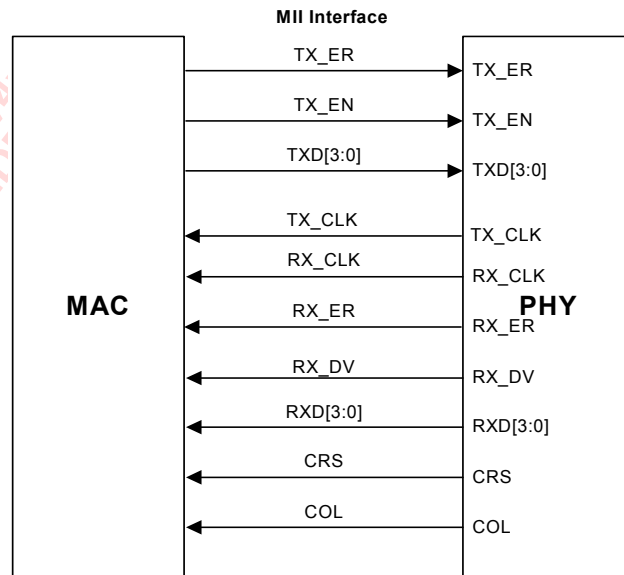 MII Interface
TX_ER
TX_ER
TX_EN
TX_EN
TXD[3:0]
TXD[3:0]
TX_CLK
TX_CLK
RX_CLK
RX_CLK
MAC
PHY
RX_ER
RX_ER
RX_DV
RX_DV
RXD[3:0]
RXD[3:0]
CRS
CRS
COL
COL